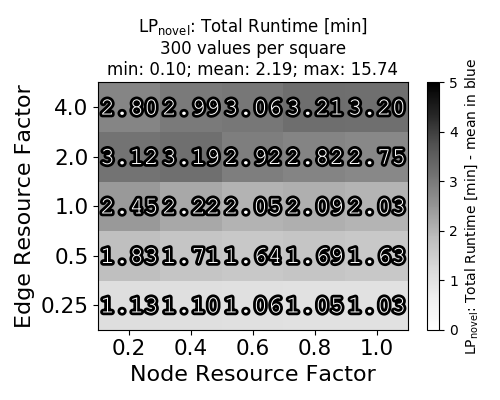 LPnovel: Total Runtime [min]
300 values per square
min: 0.10; mean: 2.19; max: 15.74
Edge Resource Factor
4.0 2.80 2.99 3.06 3.21 3.20
2.0 3.12 3.19 2.92 2.82 2.75
1.0 2.45 2.22 2.05 2.09 2.03
0.5 1.83 1.71 1.64 1.69 1.63
0.25 1.13 1.10 1.06 1.05 1.03
0.2 0.4 0.6 0.8 1.0
Node Resource Factor
5
4
3
2
1
0
LPnovel: Total Runtime [min] - mean in blue